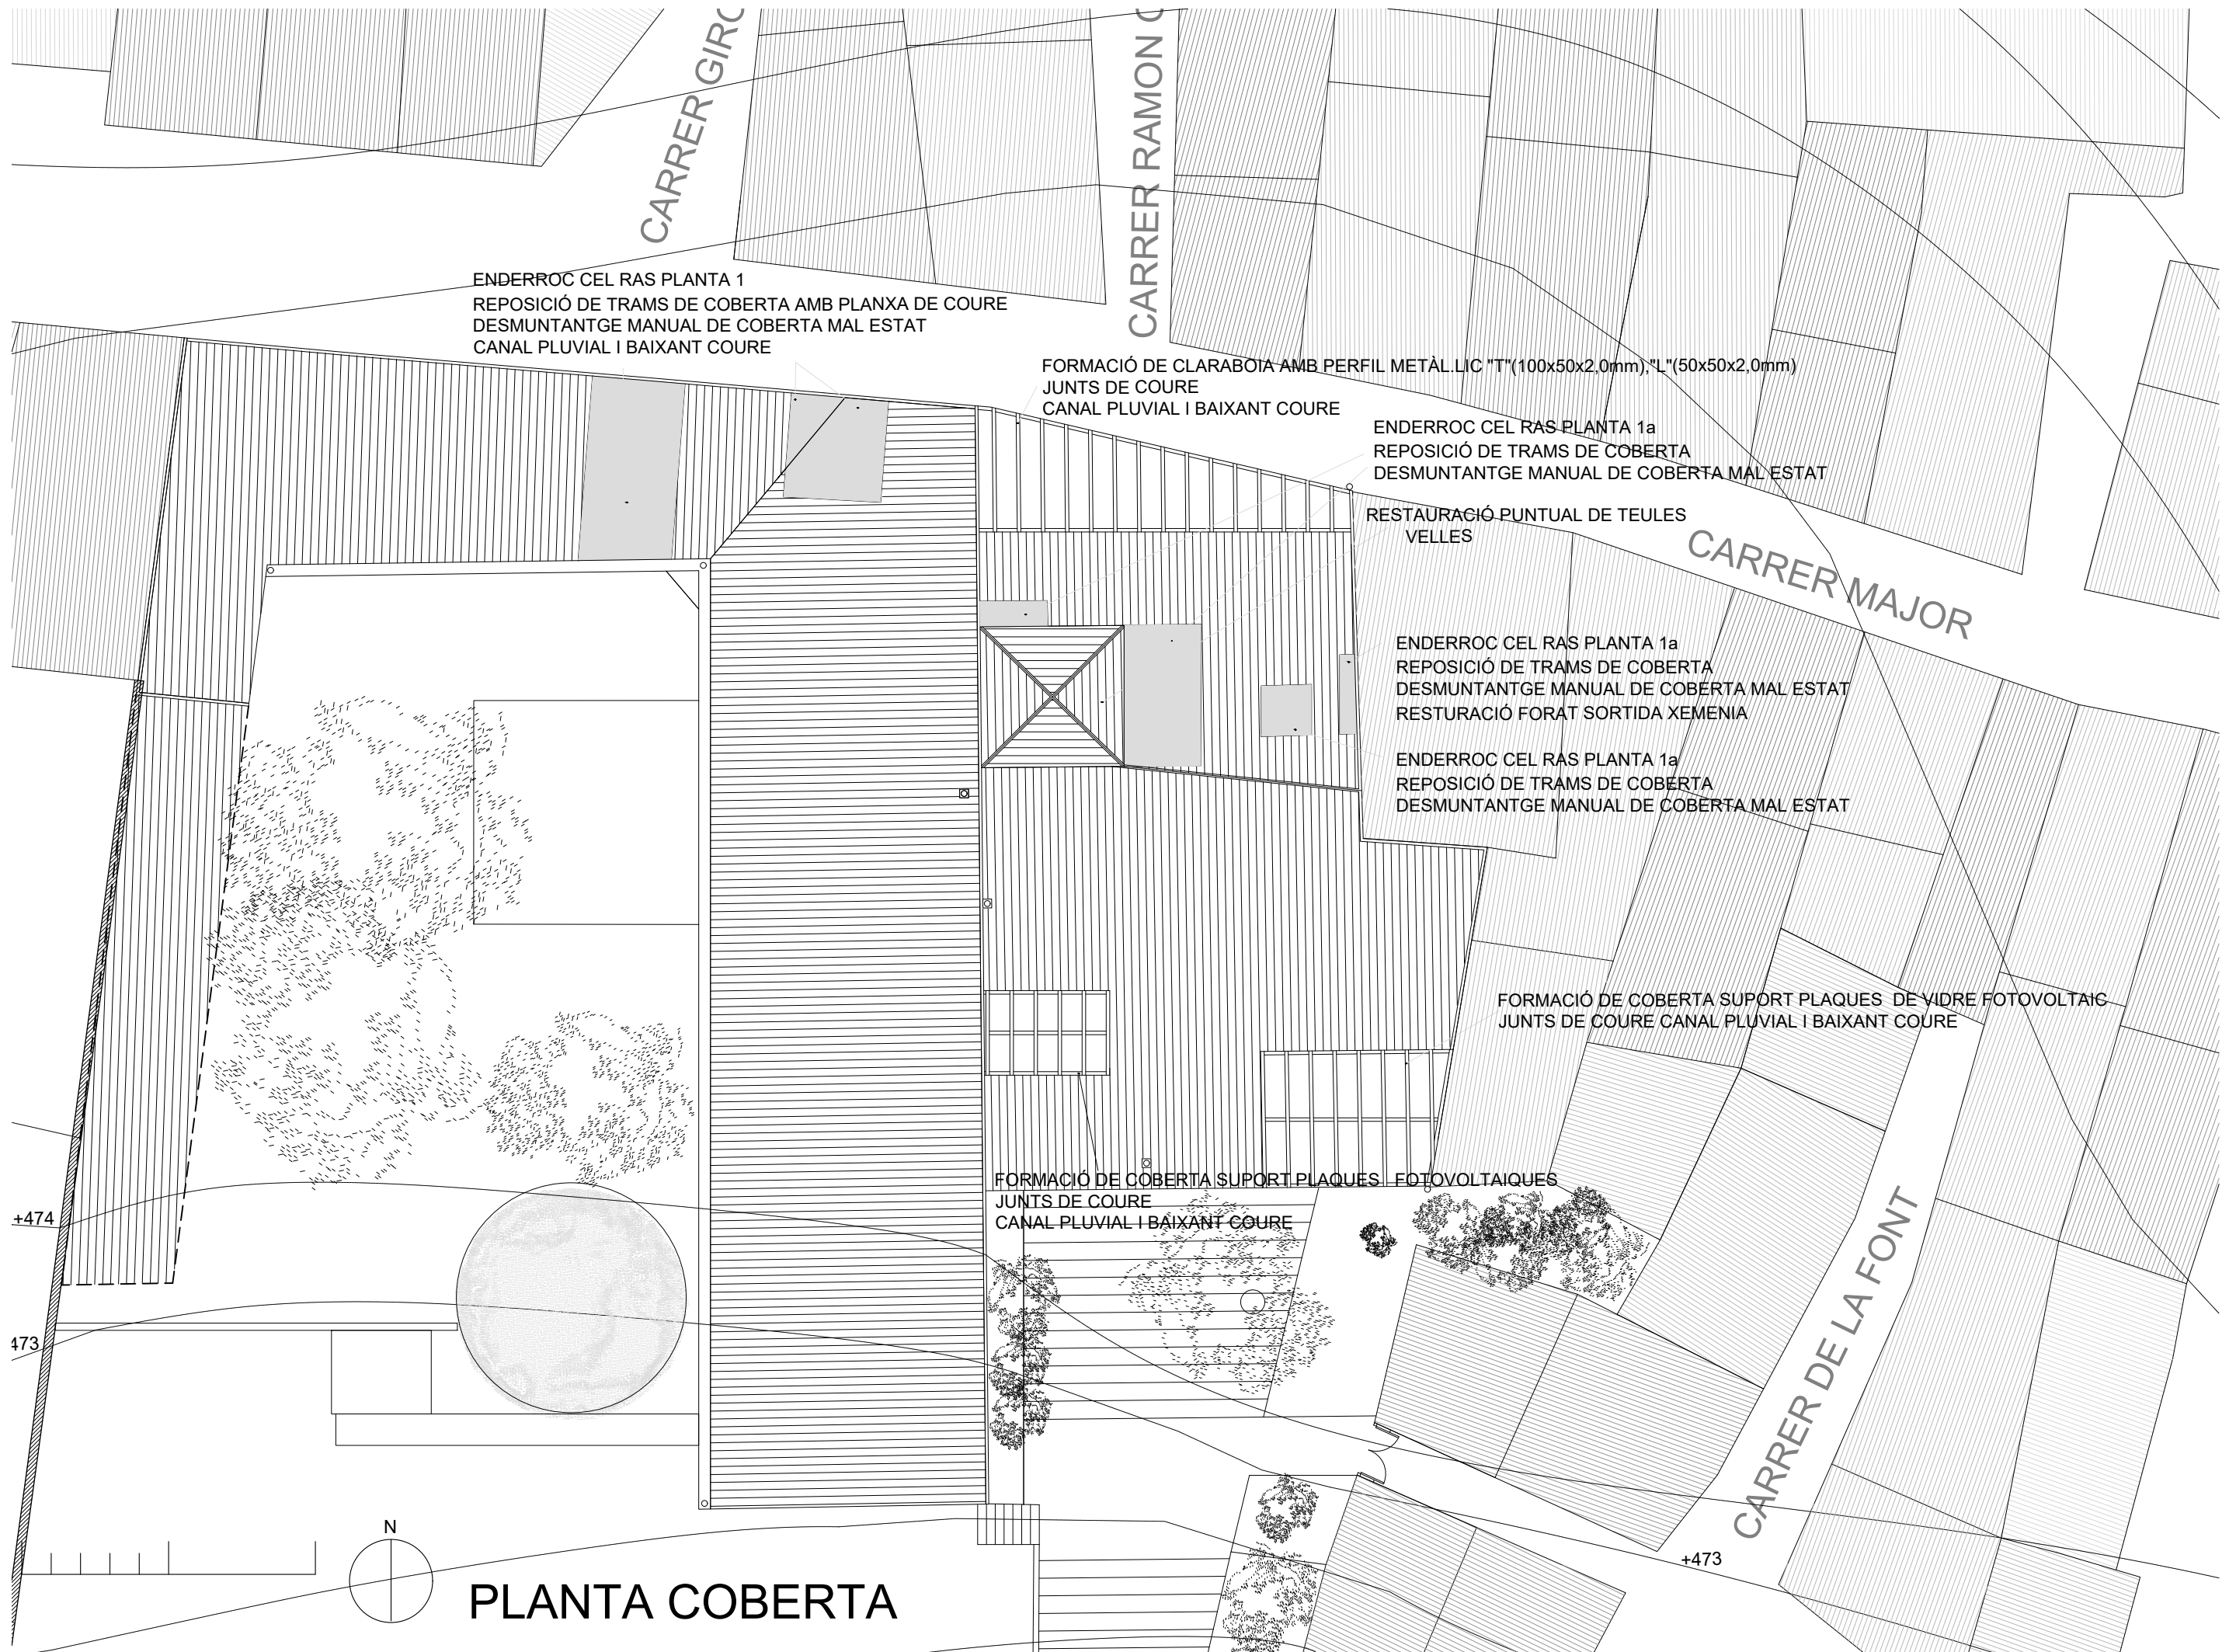 CARRER GIRO
CARRER RAMON
ENDERROC CEL RAS PLANTA 1
REPOSICIÓ DE TRAMS DE COBERTA AMB PLANXA DE COURE
DESMUNTANTGE MANUAL DE COBERTA MAL ESTAT
CANAL PLUVIAL I BAIXANT COURE
FORMACIÓ DE CLARABOIA AMB PERFIL METÀL.LIC "T"(100x50x2,0mm),"L"(50x50x2,0mm)
JUNTS DE COURE
CANAL PLUVIAL I BAIXANT COURE
ENDERROC CEL RAS PLANTA 1a
REPOSICIÓ DE TRAMS DE COBERTA
DESMUNTANTGE MANUAL DE COBERTA MAL ESTAT
RESTAURACIÓ PUNTUAL DE TEULES
VELLES
CARRER MAJOR
ENDERROC CEL RAS PLANTA 1a
REPOSICIÓ DE TRAMS DE COBERTA
DESMUNTANTGE MANUAL DE COBERTA MAL ESTAT
RESTURACIÓ FORAT SORTIDA XEMENIA
ENDERROC CEL RAS PLANTA 1a
REPOSICIÓ DE TRAMS DE COBERTA
DESMUNTANTGE MANUAL DE COBERTA MAL ESTAT
FORMACIÓ DE COBERTA SUPORT PLAQUES DE VIDRE FOTOVOLTAIC
JUNTS DE COURE CANAL PLUVIAL I BAIXANT COURE
FORMACIÓ DE COBERTA SUPORT PLAQUES FOTOVOLTAIQUES
JUNTS DE COURE
CANAL PLUVIAL I BAIXANT COURE
+474
473
CARRER DE LA FONT
+473
N
PLANTA COBERTA